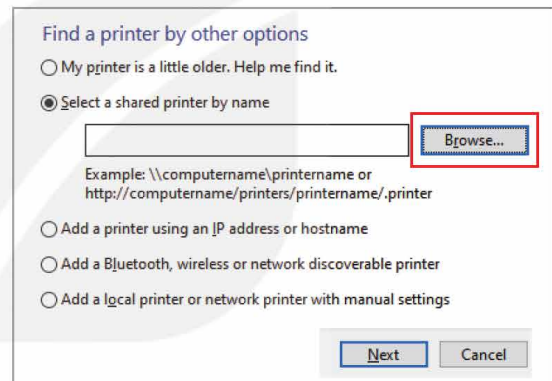 Find a printer by other options
My printer is a little older. Help me find it.
Select a shared printer by name
Browse...
Example: \\computername\printername or
http://computername/printers/printername/.printer
Add a printer using an IP address or hostname
Add a Bluetooth, wireless or network discoverable printer
Add a local printer or network printer with manual settings
Next Cancel